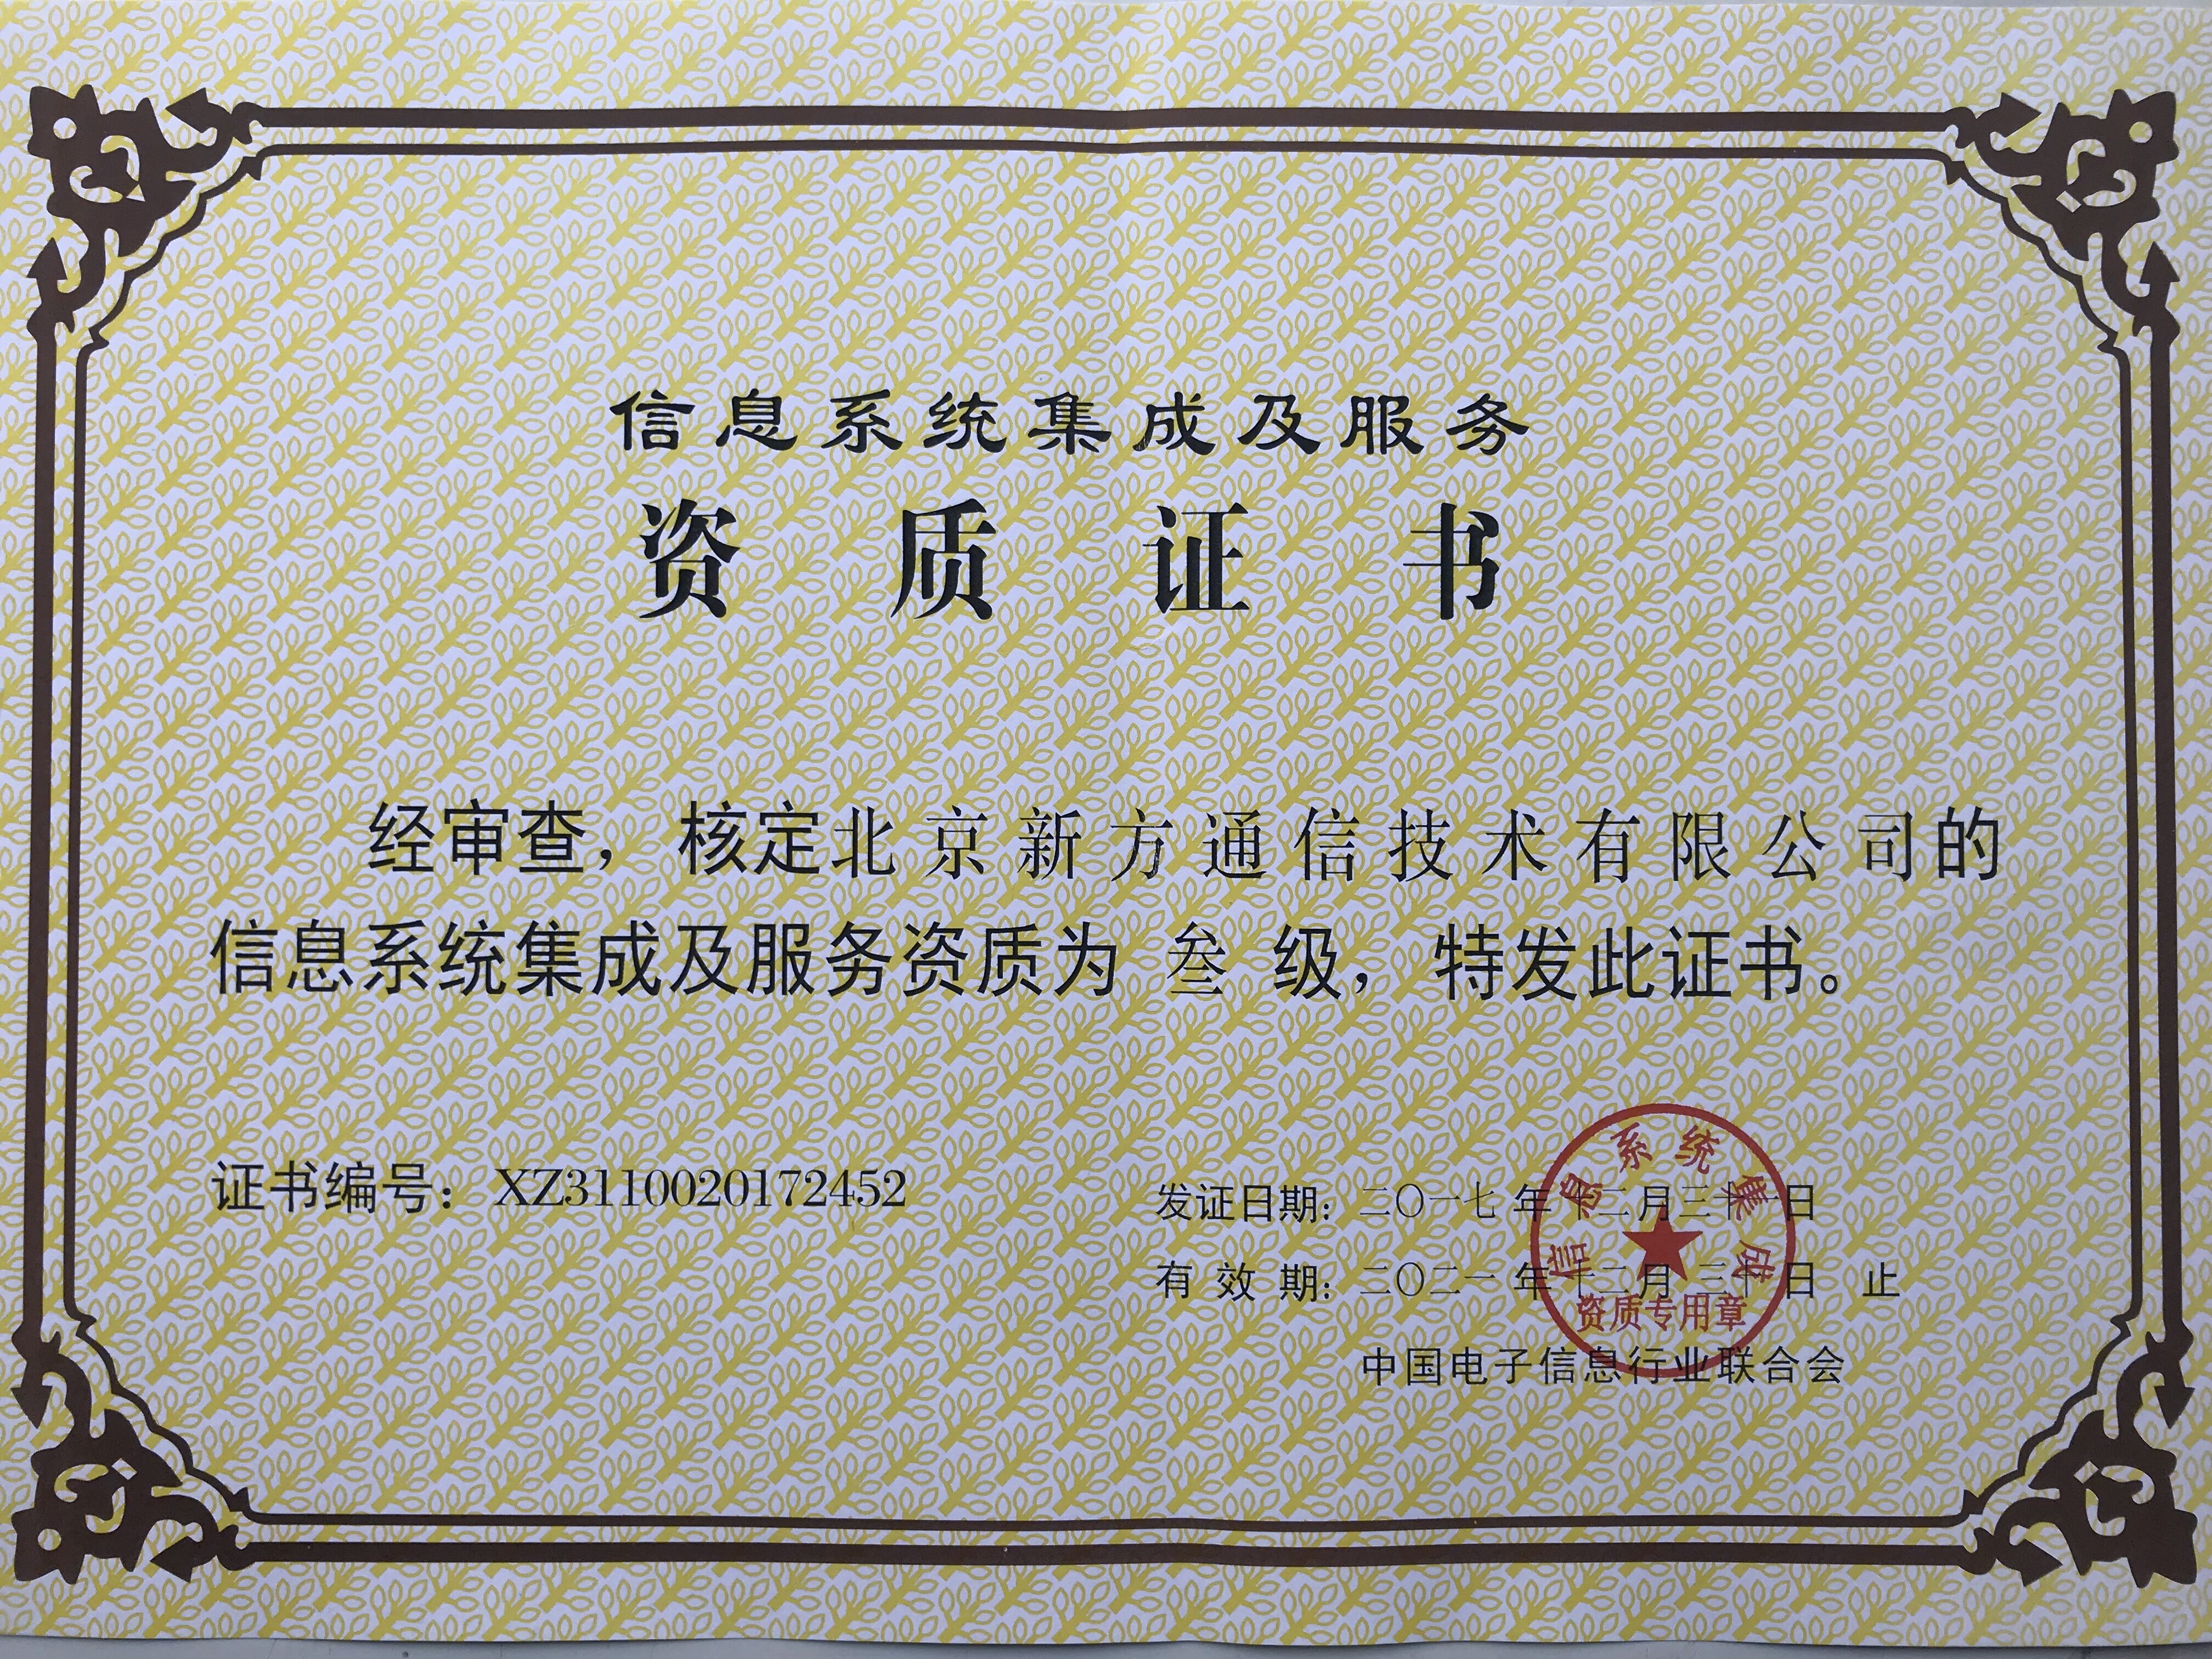 信息系统集成及服务
资质证书
经审查，核定北京新方通信技术有限公司的
信息系统集成及服务资质为 叁 级，特发此证书。
证书编号：XZ3110020172452
发证日期：二〇一七年十二月三十一日
有效期：二〇二一年十二月三十日 止
信息系统集成
资质专用章
中国电子信息行业联合会